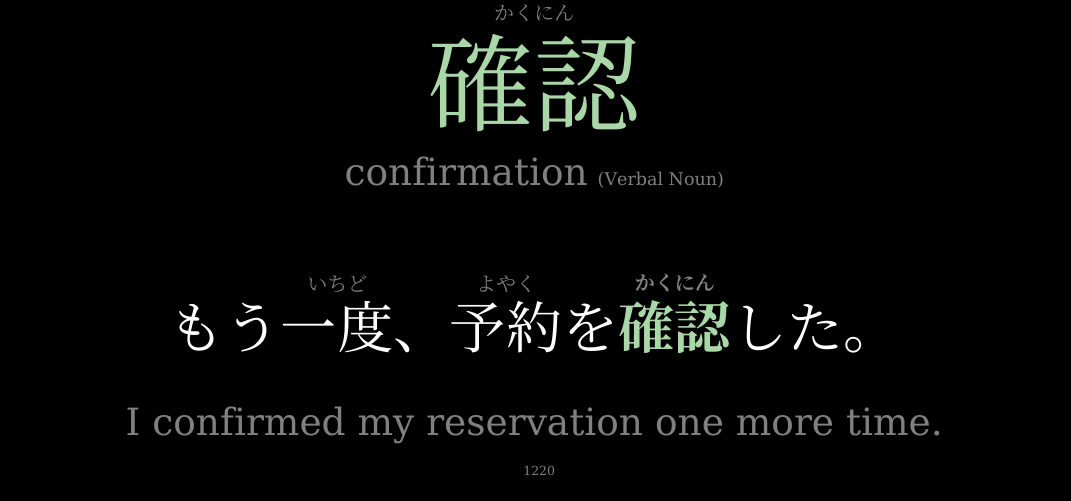 かくにん
確認
confirmation (Verbal Noun)
いちど よやく かくにん
もう一度、予約を確認した。
I confirmed my reservation one more time.
1220